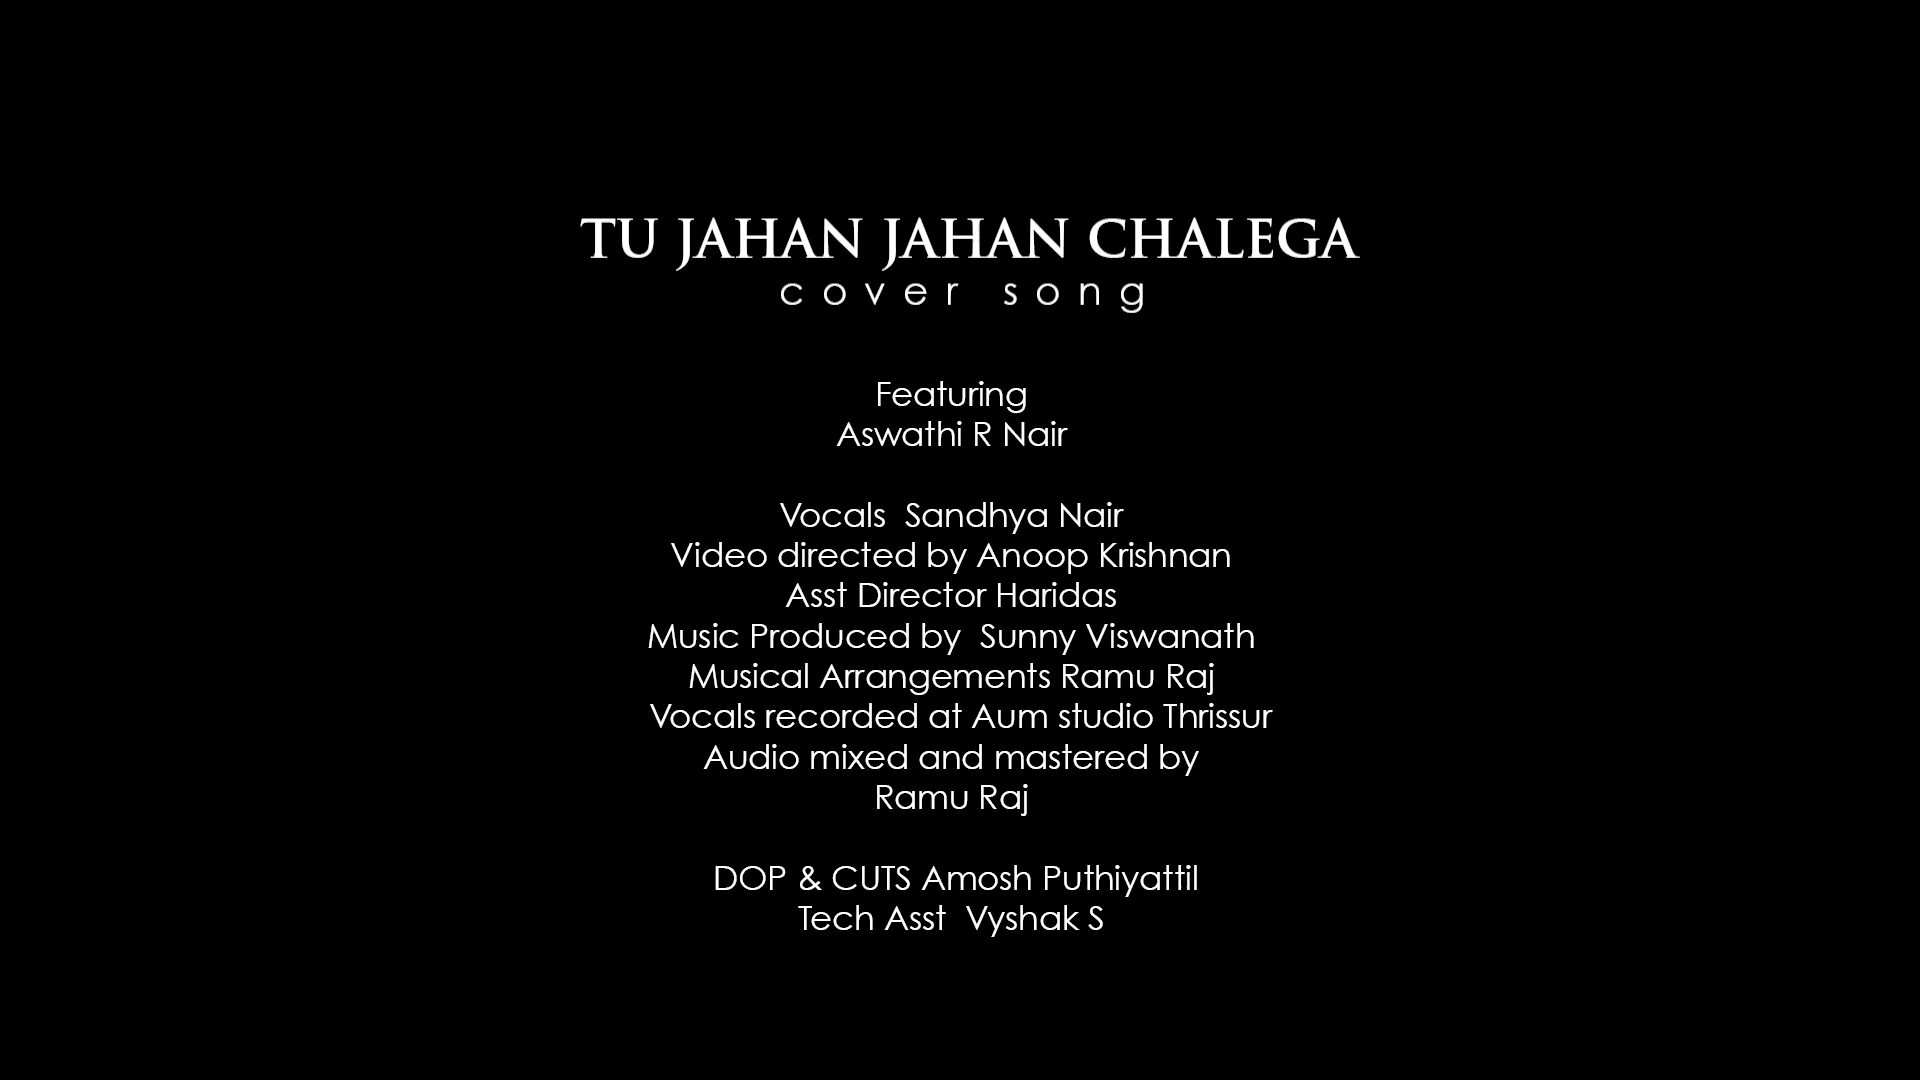 TU JAHAN JAHAN CHALEGA
cover song
Featuring
Aswathi R Nair
Vocals  Sandhya Nair
Video directed by Anoop Krishnan
Asst Director Haridas
Music Produced by  Sunny Viswanath
Musical Arrangements Ramu Raj
Vocals recorded at Aum studio Thrissur
Audio mixed and mastered by
Ramu Raj
DOP & CUTS Amosh Puthiyattil
Tech Asst  Vyshak S